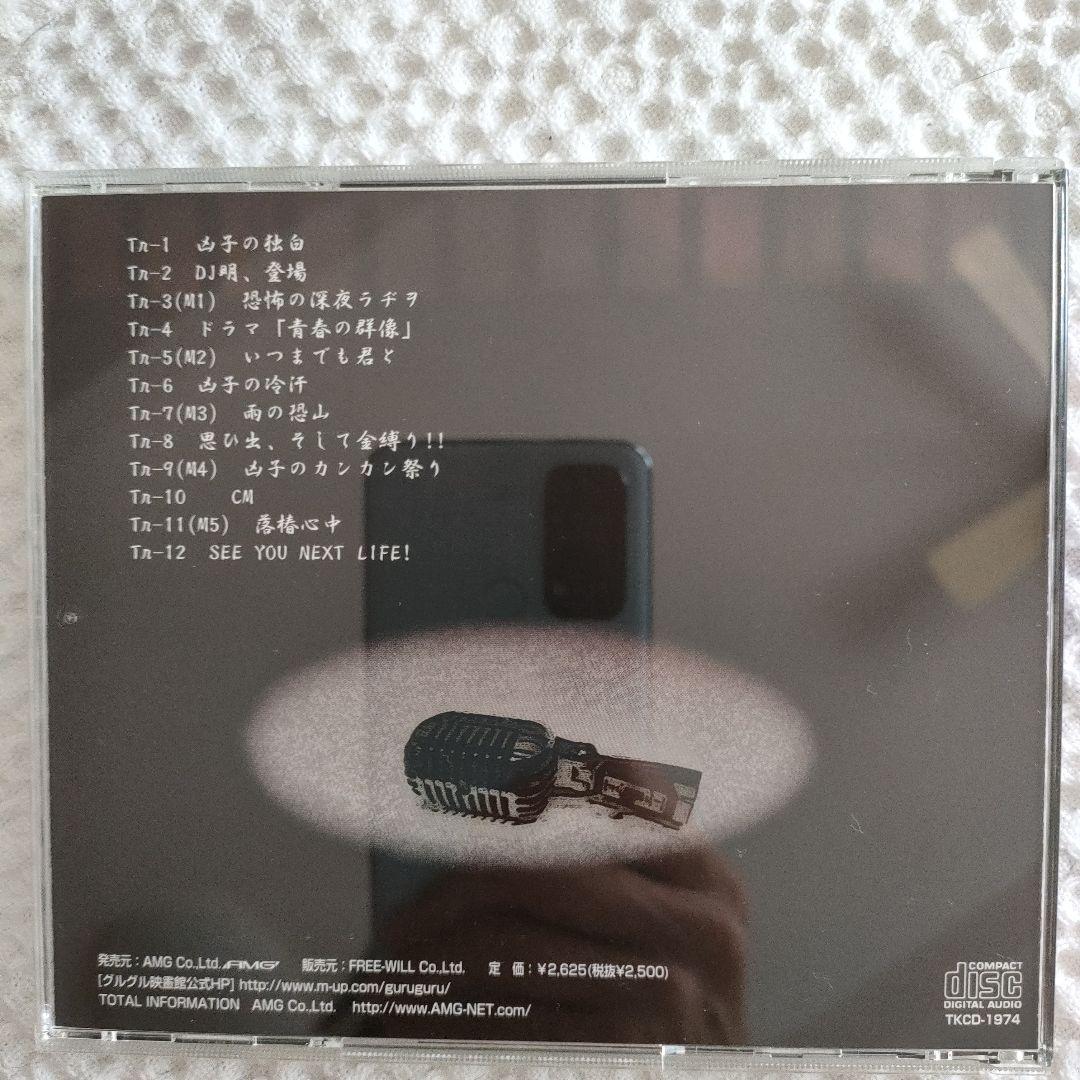 Tr-1 凶子の独白
Tr-2 DJ明、登場
Tr-3(M1) 恐怖の深夜ラヂヲ
Tr-4 ドラマ「青春の群像」
Tr-5(M2) いつまでも君と
Tr-6 凶子の冷汗
Tr-7(M3) 雨の恐山
Tr-8 思ひ出、そして金縛り!!
Tr-9(M4) 凶子のカンカン祭り
Tr-10 CM
Tr-11(M5) 落椿心中
Tr-12 SEE YOU NEXT LIFE!
発売元：AMG Co.,Ltd. AMG 販売元：FREE-WILL Co.,Ltd. 定 価：¥2,625(税抜¥2,500)
[グルグル映畫館公式HP] http://www.m-up.com/guruguru/
TOTAL INFORMATION AMG Co.,Ltd. http://www.AMG-NET.com/
COMPACT
disc
DIGITAL AUDIO
TKCD-1974